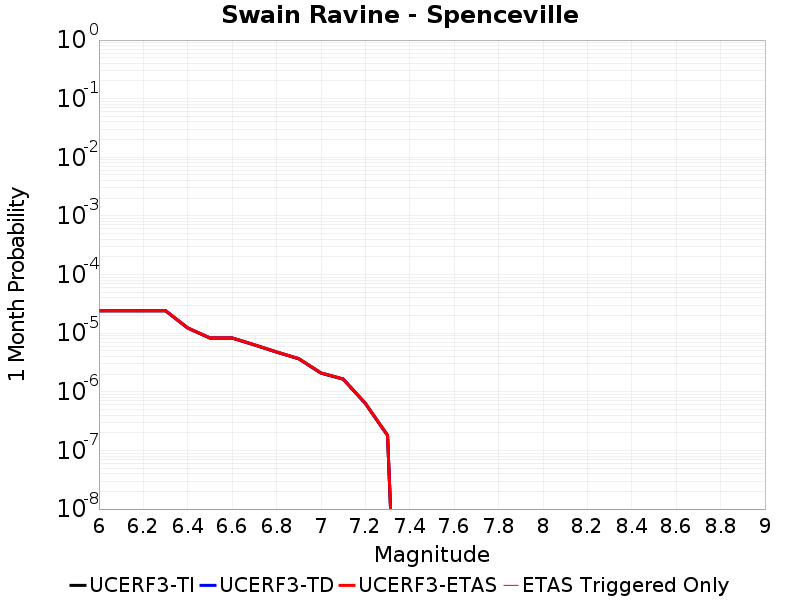 Swain Ravine - Spenceville
1 Month Probability
10^0
10^-1
10^-2
10^-3
10^-4
10^-5
10^-6
10^-7
10^-8
6 6.2 6.4 6.6 6.8 7 7.2 7.4 7.6 7.8 8 8.2 8.4 8.6 8.8 9
Magnitude
UCERF3-TI UCERF3-TD UCERF3-ETAS ETAS Triggered Only